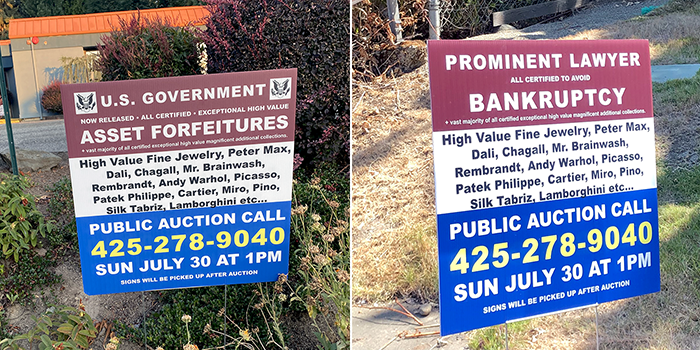 U.S. GOVERNMENT
NOW RELEASED • ALL CERTIFIED • EXCEPTIONAL HIGH VALUE
ASSET FORFEITURES
+ vast majority of all certified exceptional high value magnificent additional collections.
High Value Fine Jewelry, Peter Max,
Dali, Chagall, Mr. Brainwash,
Rembrandt, Andy Warhol, Picasso,
Patek Philippe, Cartier, Miro, Pino,
Silk Tabriz, Lamborghini etc...
PUBLIC AUCTION CALL
425-278-9040
SUN JULY 30 AT 1PM
SIGNS WILL BE PICKED UP AFTER AUCTION
PROMINENT LAWYER
ALL CERTIFIED TO AVOID
BANKRUPTCY
+ vast majority of all certified exceptional high value magnificent additional collections.
High Value Fine Jewelry, Peter Max,
Dali, Chagall, Mr. Brainwash,
Rembrandt, Andy Warhol, Picasso,
Patek Philippe, Cartier, Miro, Pino,
Silk Tabriz, Lamborghini etc...
PUBLIC AUCTION CALL
425-278-9040
SUN JULY 30 AT 1PM
SIGNS WILL BE PICKED UP AFTER AUCTION